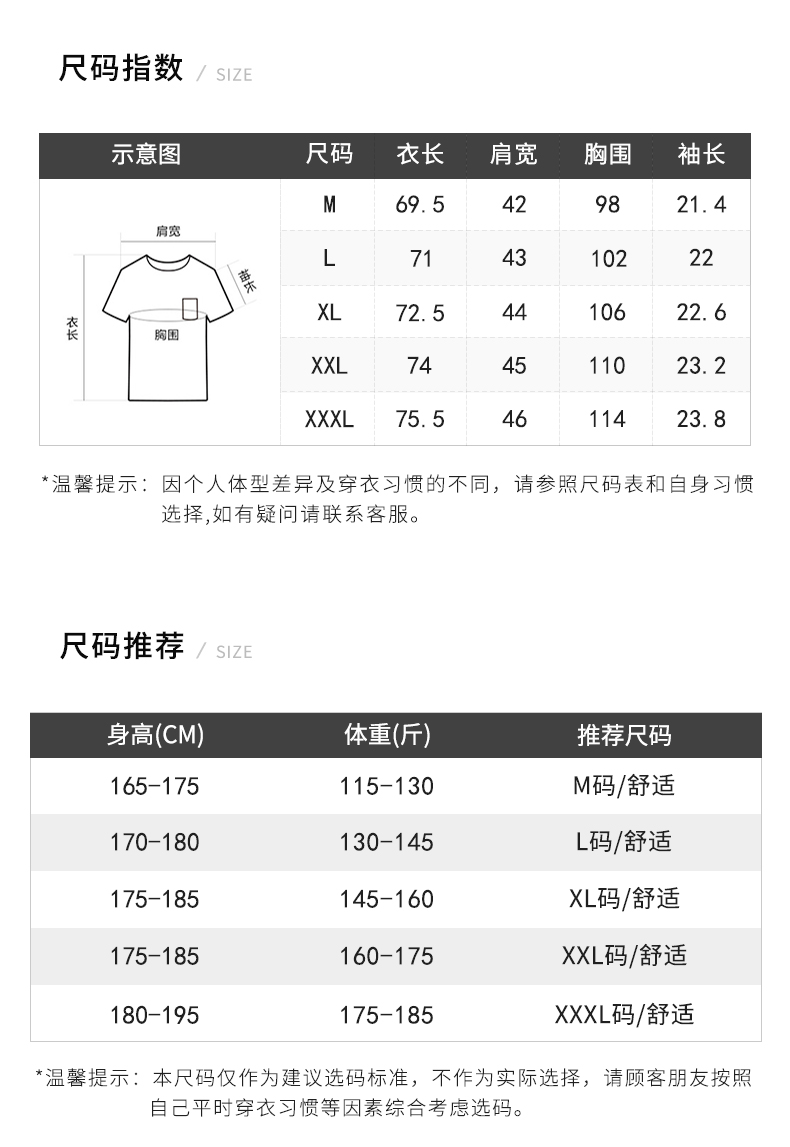 尺码指数 / SIZE
示意图 尺码 衣长 肩宽 胸围 袖长
M 69.5 42 98 21.4
肩宽
L 71 43 102 22
袖长
XL 72.5 44 106 22.6
衣长
胸围
XXL 74 45 110 23.2
XXXL 75.5 46 114 23.8
*温馨提示：因个人体型差异及穿衣习惯的不同，请参照尺码表和自身习惯
选择,如有疑问请联系客服。
尺码推荐 / SIZE
身高(CM) 体重(斤) 推荐尺码
165-175 115-130 M码/舒适
170-180 130-145 L码/舒适
175-185 145-160 XL码/舒适
175-185 160-175 XXL码/舒适
180-195 175-185 XXXL码/舒适
*温馨提示：本尺码仅作为建议选码标准，不作为实际选择，请顾客朋友按照
自己平时穿衣习惯等因素综合考虑选码。